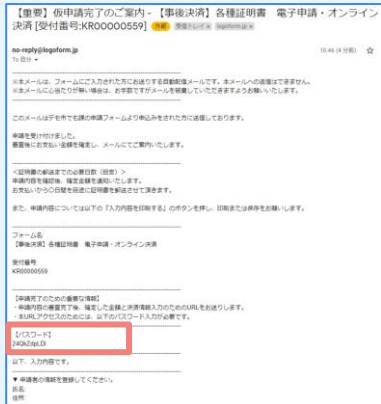 【重要】仮申請完了のご案内 - 【事後決済】各種証明書　電子申請・オンライン
決済 [受付番号:KR00000559] 外部 受信トレイ× logoform.jp×
no-reply@logoform.jp 10:46 (4 分前) ☆
To 自分
※本メールは、フォームにご入力された方にお送りする自動配信メールです。本メールへの返信はできません。
※本メールに心当たりが無い場合は、お手数ですがメールを破棄していただきますようお願いいたします。
このメールはデモ市でも課の申請フォームより申込みをされた方に送信しております。
申請を受け付けました。
審査後にお支払い金額を確定し、メールにてご案内いたします。
<証明書の郵送までの必要日数（目安）>
申請内容を確認後、確定金額を通知いたします。
お支払いから〇日間を目途に証明書を郵送させて頂きます。
また、申請内容については以下の『入力内容を印刷する』のボタンを押し、印刷または保存をお願いします。
フォーム名
【事後決済】各種証明書　電子申請・オンライン決済
受付番号
KR00000559
【申請完了のための重要な情報】
・申請内容の審査完了後、確定した金額と決済情報入力のためのURLをお送りします。
・本URLアクセスのためには、以下のパスワード入力が必要です。
【パスワード】
24QkZdpLDi
以下、入力内容です。
▼ 申請者の情報を登録してください。
氏名:
住所: